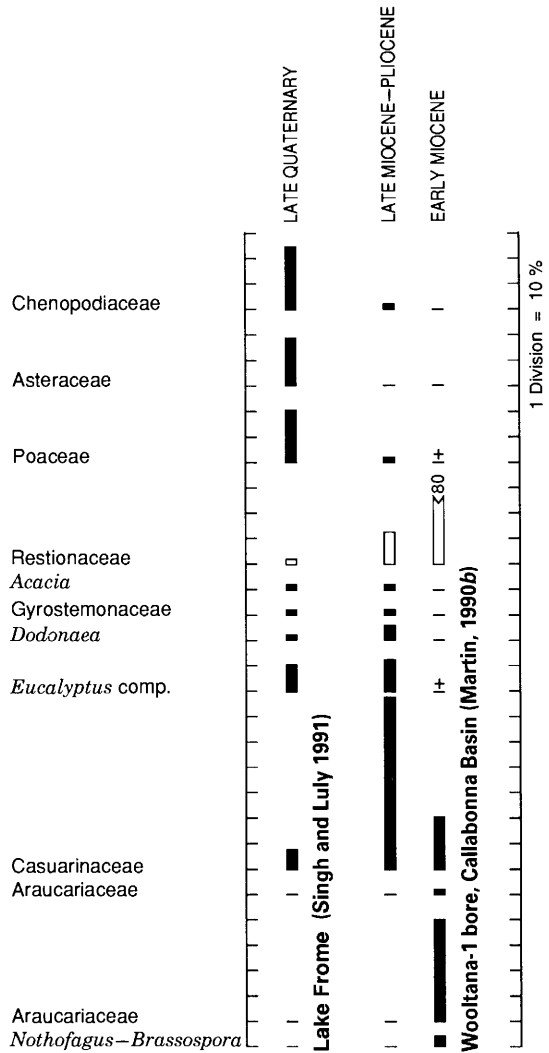 LATE QUATERNARY
LATE MIOCENE–PLIOCENE
EARLY MIOCENE
Chenopodiaceae
Asteraceae
Poaceae
+
<80
Restionaceae
Acacia
Gyrostemonaceae
Dodonaea
Eucalyptus comp.
+
Casuarinaceae
Araucariaceae
Araucariaceae
Nothofagus–Brassospora
Lake Frome (Singh and Luly 1991)
Wooltana-1 bore, Callabonna Basin (Martin, 1990b)
1 Division = 10 %